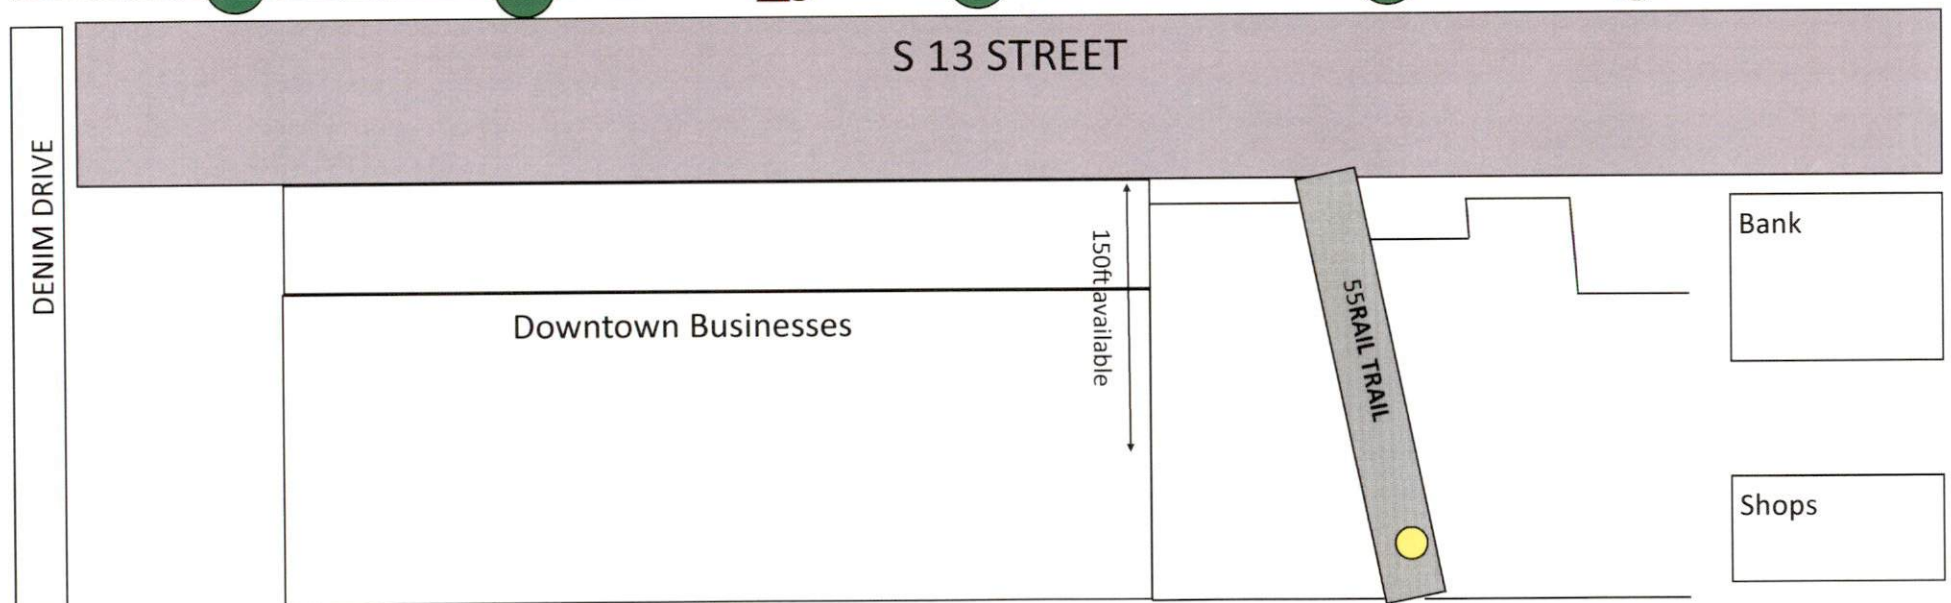 S 13 STREET
DENIM DRIVE
150ft available
Downtown Businesses
55RAIL TRAIL
Bank
Shops